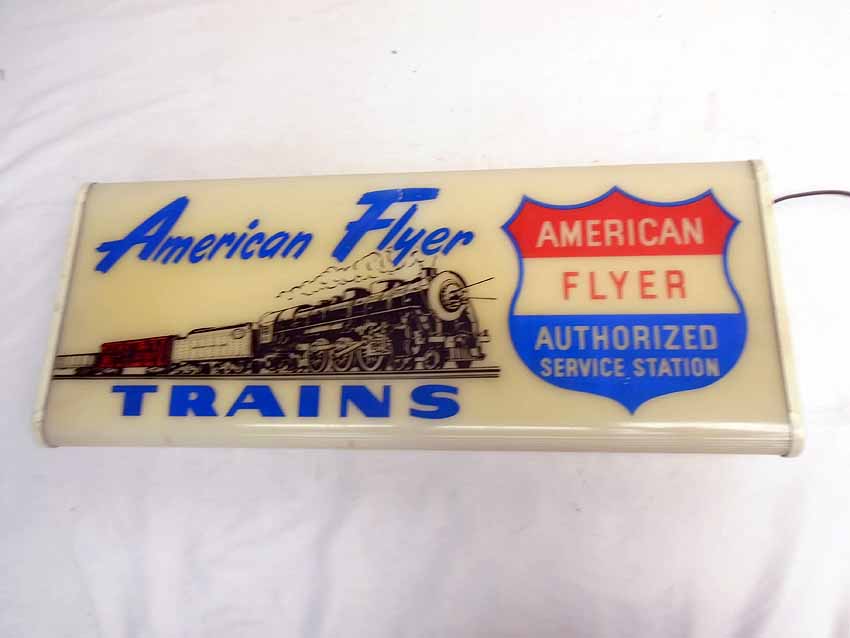 American Flyer
TRAINS
AMERICAN
FLYER
AUTHORIZED
SERVICE STATION